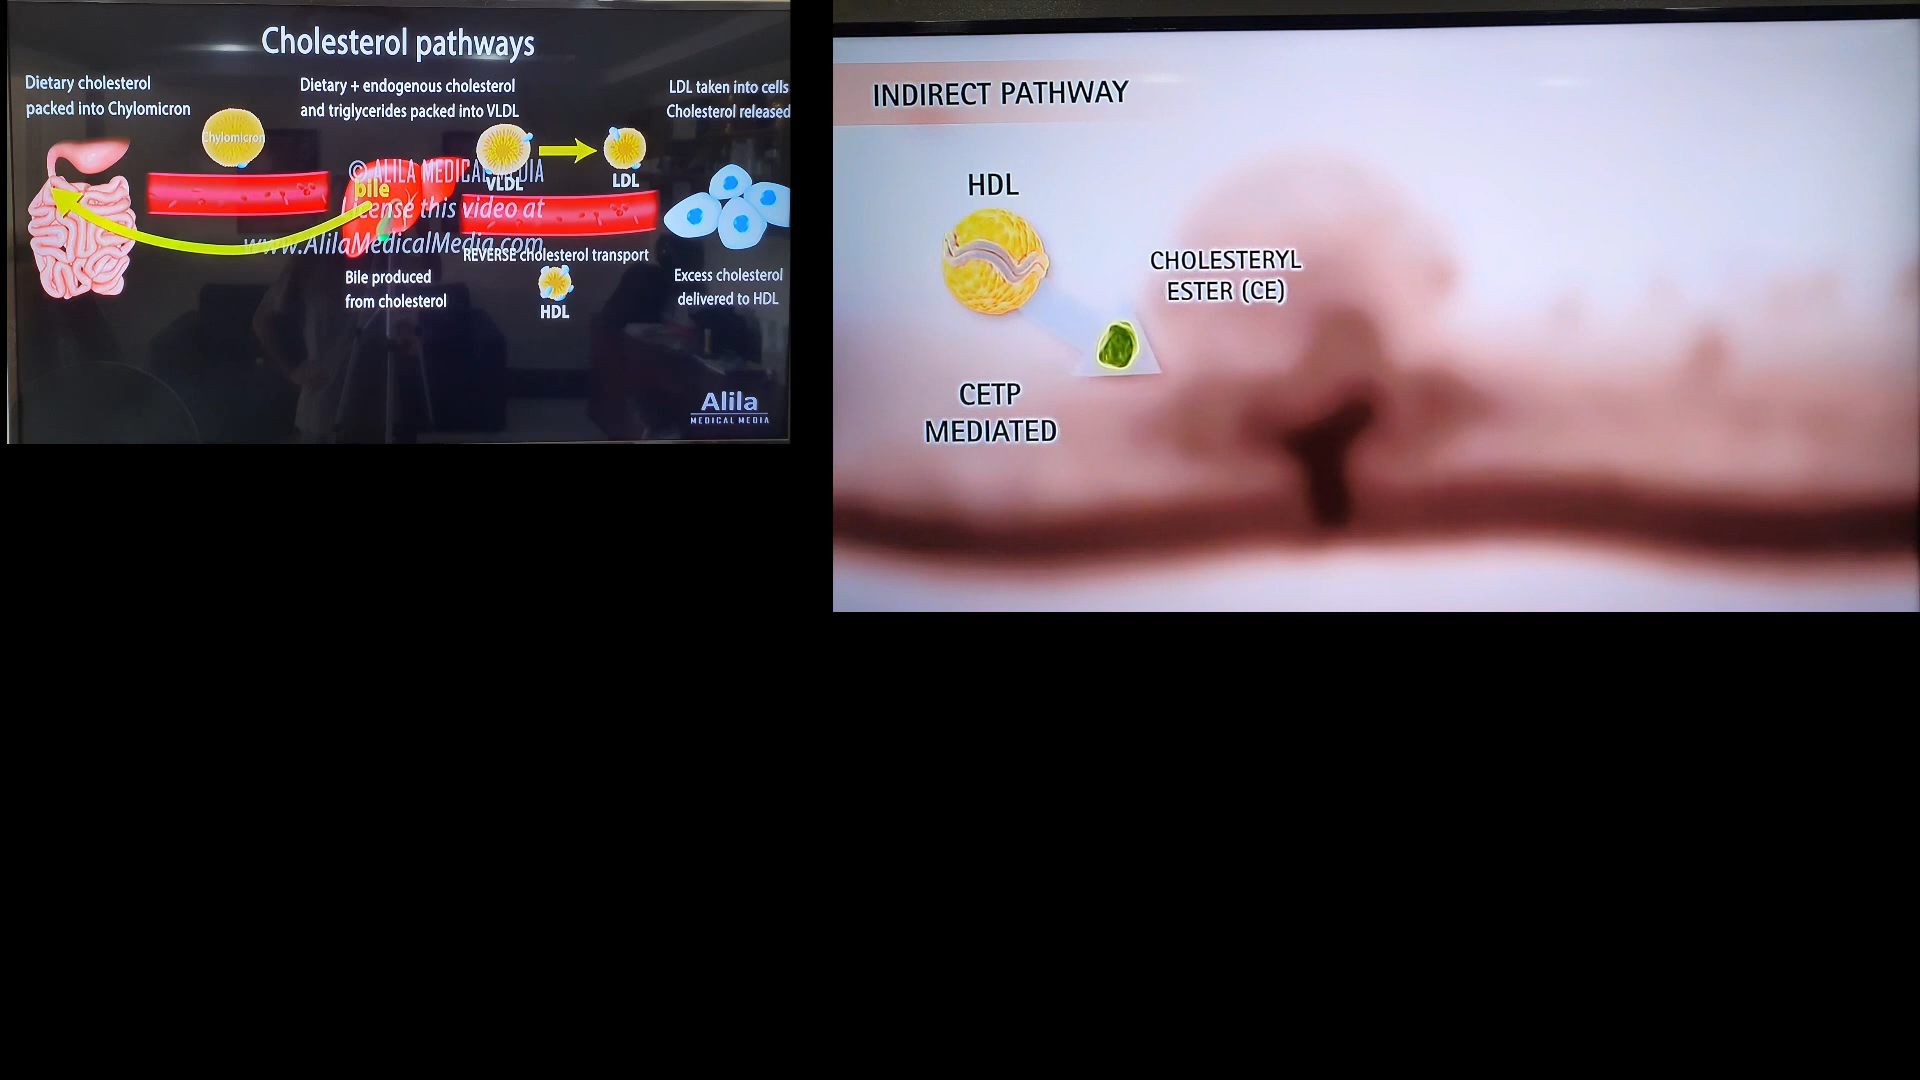 Cholesterol pathways
Dietary cholesterol
packed into Chylomicron
Chylomicron
Dietary + endogenous cholesterol
and triglycerides packed into VLDL
LDL taken into cells
Cholesterol released
VLDL
LDL
© ALILA MEDICAL MEDIA
bile
License this video at
www.AlilaMedicalMedia.com
REVERSE cholesterol transport
HDL
Bile produced
from cholesterol
Excess cholesterol
delivered to HDL
Alila
MEDICAL MEDIA
INDIRECT PATHWAY
HDL
CHOLESTERYL
ESTER (CE)
CETP
MEDIATED